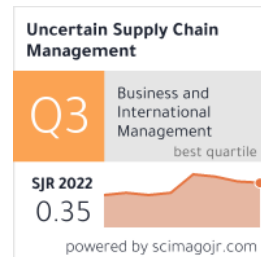 Uncertain Supply Chain
Management
Q3
Business and
International
Management
best quartile
SJR 2022
0.35
powered by scimagojr.com